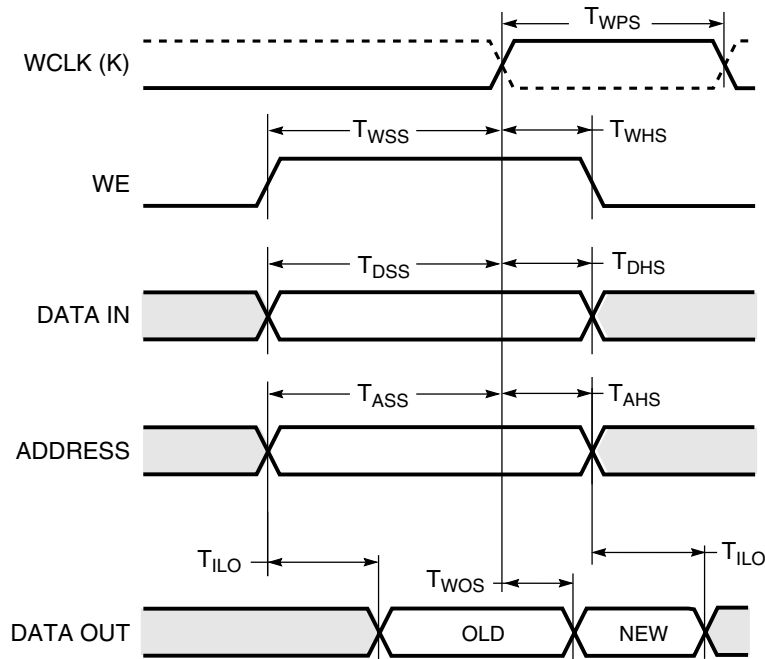 T_WPS
WCLK (K)
T_WSS T_WHS
WE
T_DSS T_DHS
DATA IN
T_ASS T_AHS
ADDRESS
T_ILO T_WOS T_ILO
DATA OUT OLD NEW